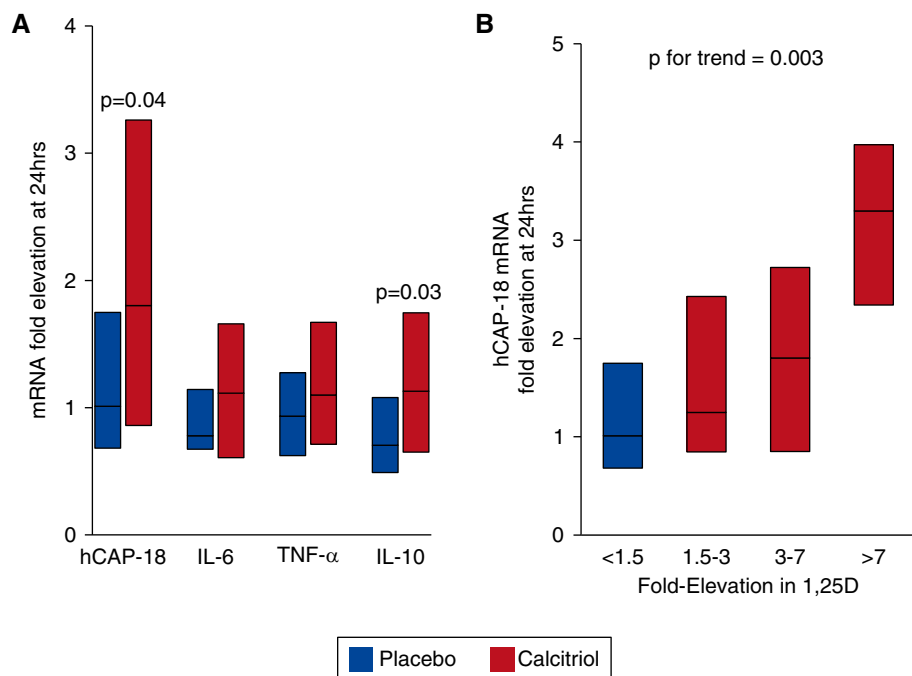 A
mRNA fold elevation at 24hrs
4
3
2
1
0
p=0.04
p=0.03
hCAP-18 IL-6 TNF-α IL-10
B
hCAP-18 mRNA
fold elevation at 24hrs
5
4
3
2
1
0
p for trend = 0.003
<1.5 1.5-3 3-7 >7
Fold-Elevation in 1,25D
Placebo Calcitriol